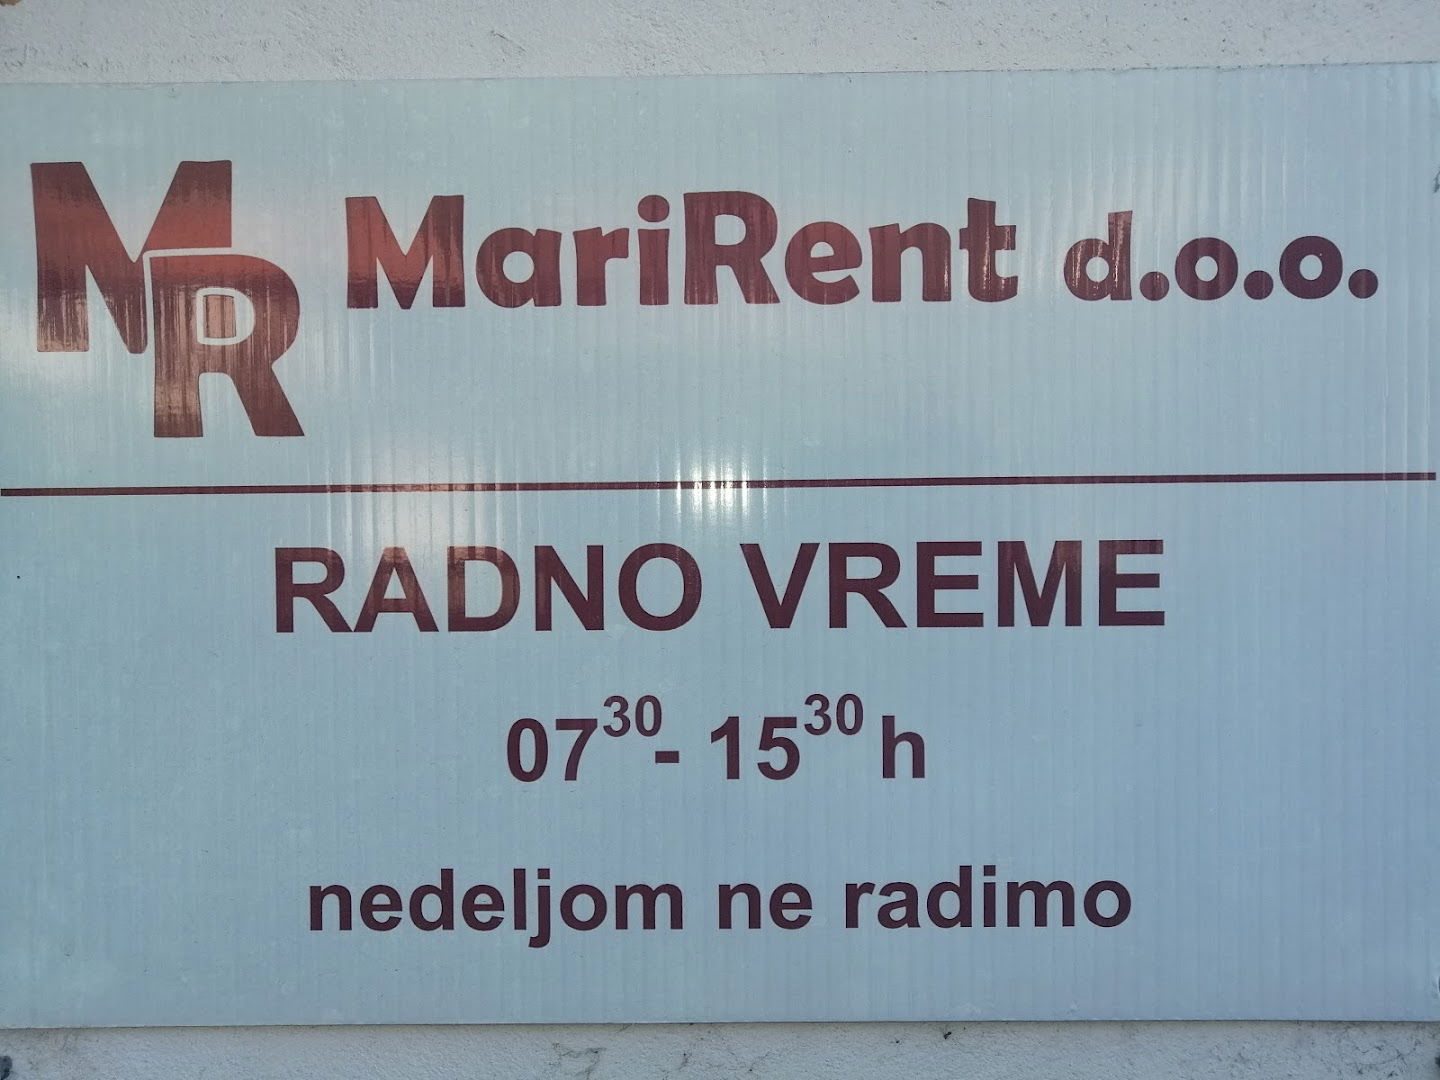 MR MariRent d.o.o.
RADNO VREME
07³⁰- 15³⁰ h
nedeljom ne radimo